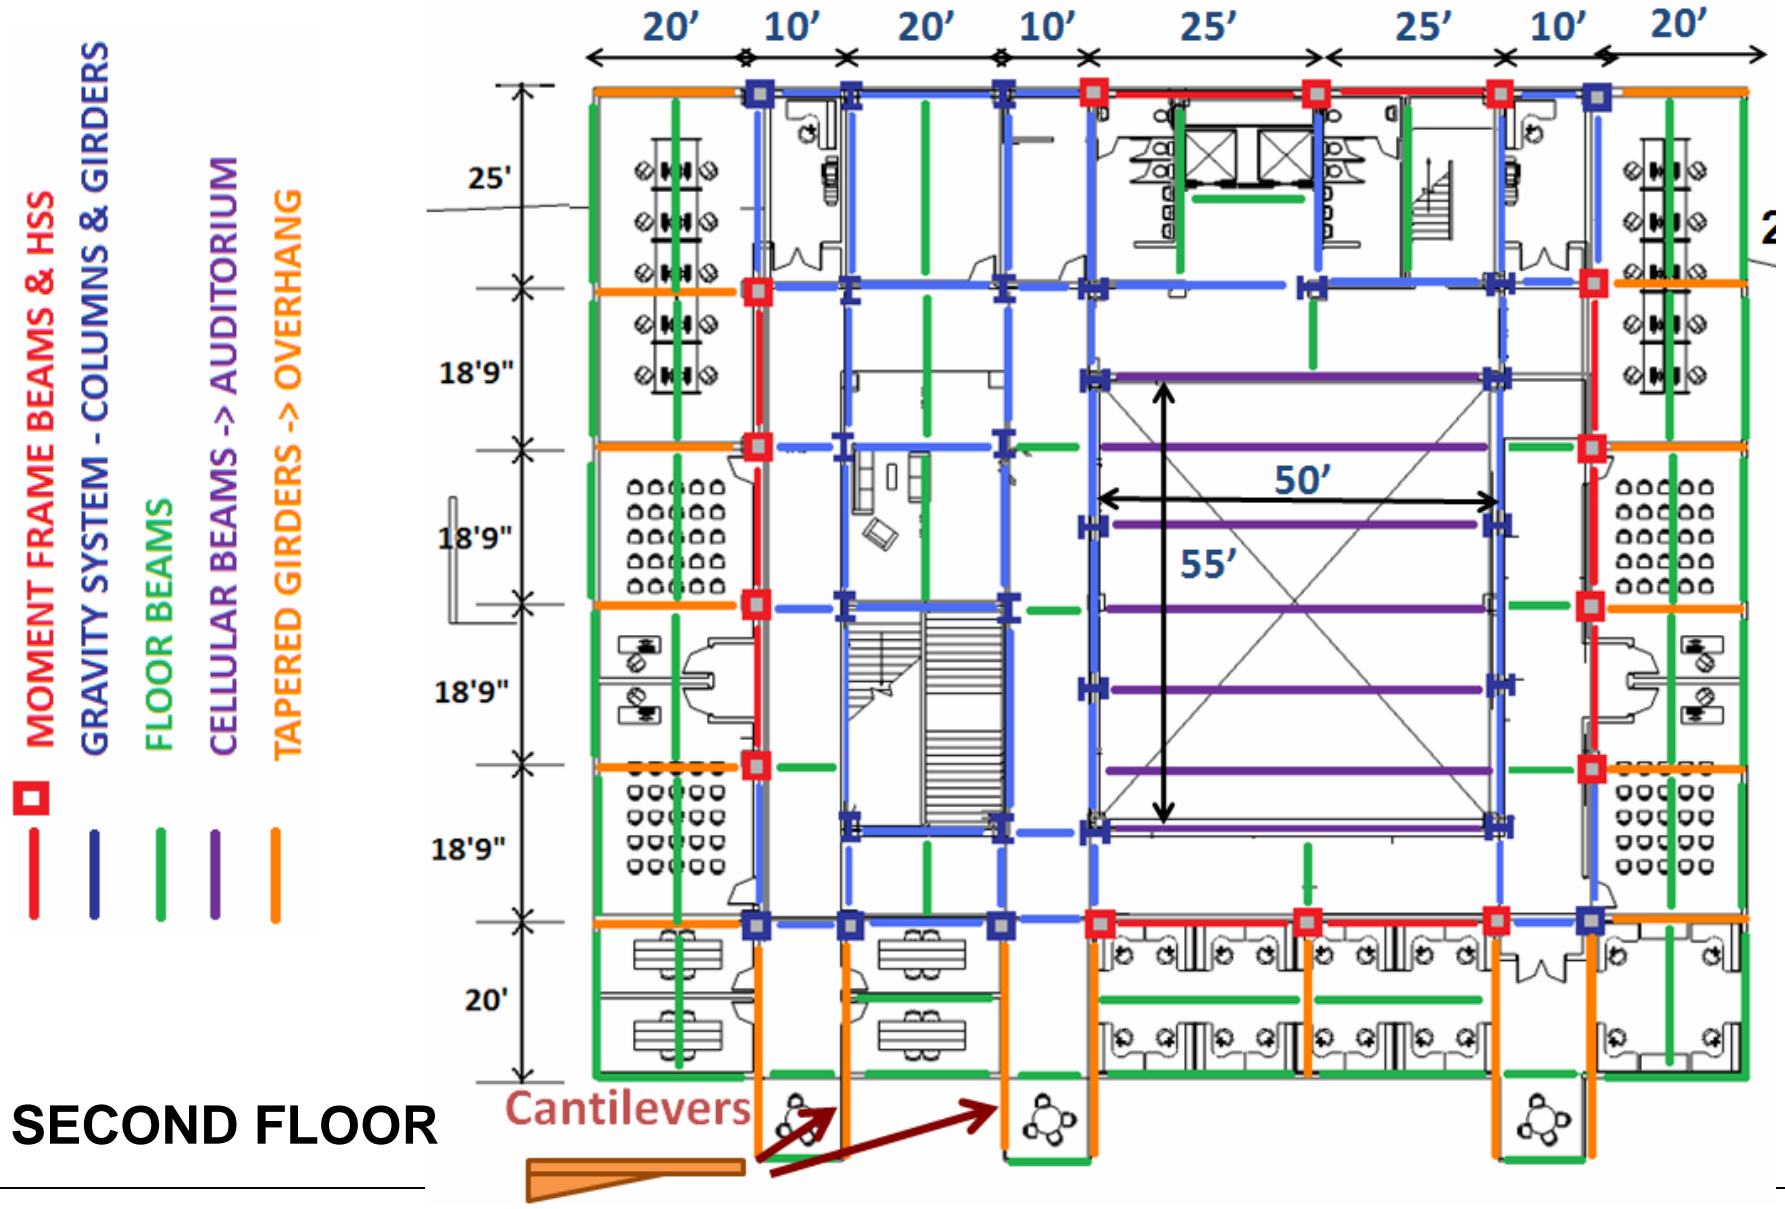 20’ 10’ 20’ 10’ 25’ 25’ 10’ 20’
MOMENT FRAME BEAMS & HSS
GRAVITY SYSTEM - COLUMNS & GIRDERS
FLOOR BEAMS
CELLULAR BEAMS -> AUDITORIUM
TAPERED GIRDERS -> OVERHANG
25'
2
18'9"
50’
18'9"
55’
18'9"
18'9"
20'
Cantilevers
SECOND FLOOR